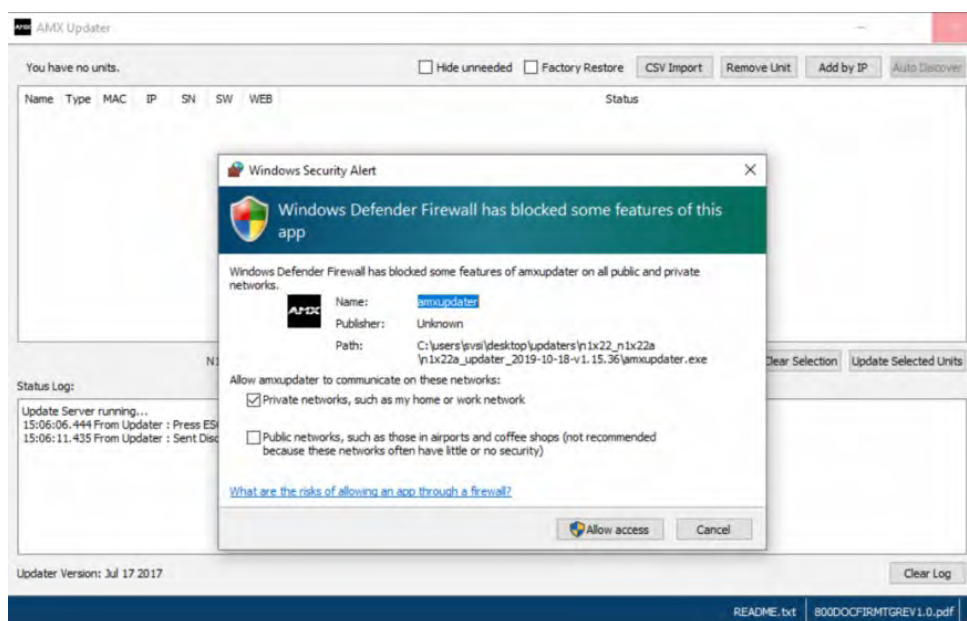 AMX AMX Updater
You have no units.
Hide unneeded Factory Restore CSV Import Remove Unit Add by IP Auto Discover
Name Type MAC IP SN SW WEB Status
Windows Security Alert
Windows Defender Firewall has blocked some features of this
app
Windows Defender Firewall has blocked some features of amxupdater on all public and private
networks.
AMX
Name: amxupdater
Publisher: Unknown
Path: C:\users\svsi\desktop\updaters\n1x22_n1x22a
\n1x22a_updater_2019-10-18-v1.15.36\amxupdater.exe
N1 Clear Selection Update Selected Units
Allow amxupdater to communicate on these networks:
Status Log:
Private networks, such as my home or work network
Update Server running...
15:06:06.444 From Updater : Press ES
15:06:11.435 From Updater : Sent Disc
Public networks, such as those in airports and coffee shops (not recommended
because these networks often have little or no security)
What are the risks of allowing an app through a firewall?
Allow access Cancel
Updater Version: Jul 17 2017 Clear Log
README.txt 800DOCFIRMTGREV1.0.pdf